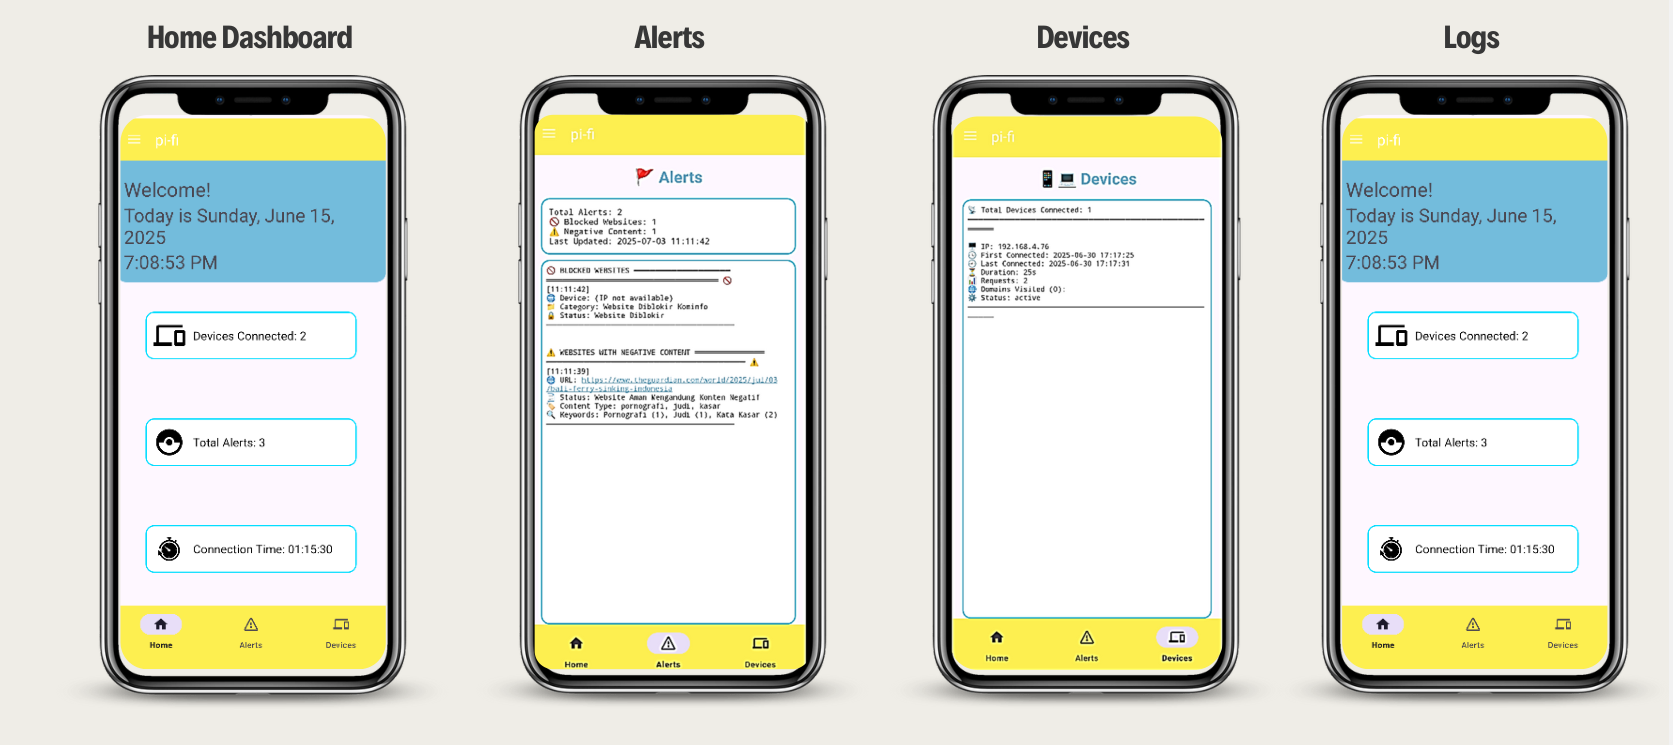 Home Dashboard
pi-fi
Welcome!
Today is Sunday, June 15,
2025
7:08:53 PM
Devices Connected: 2
Total Alerts: 3
Connection Time: 01:15:30
Home
Alerts
Devices
Alerts
pi-fi
Alerts
Total Alerts: 2
Blocked Websites: 1
Negative Content: 1
Last Updated: 2025-07-03 11:11:42
BLOCKED WEBSITES
[11:11:42]
Device: (IP not available)
Category: Website Diblokir Kominfo
Status: Website Diblokir
WEBSITES WITH NEGATIVE CONTENT
[11:11:39]
URL: https://www.theguardian.com/world/2025/jul/03
/bali-ferry-sinking-indonesia
Status: Website Aman Mengandung Konten Negatif
Content Type: pornografi, judi, kasar
Keywords: Pornografi (1), Judi (1), Kata Kasar (2)
Home
Alerts
Devices
Devices
pi-fi
Devices
Total Devices Connected: 1
IP: 192.168.4.76
First Connected: 2025-06-30 17:17:25
Last Connected: 2025-06-30 17:17:31
Duration: 25s
Requests: 2
Domains Visited (0):
Status: active
Home
Alerts
Devices
Logs
pi-fi
Welcome!
Today is Sunday, June 15,
2025
7:08:53 PM
Devices Connected: 2
Total Alerts: 3
Connection Time: 01:15:30
Home
Alerts
Devices